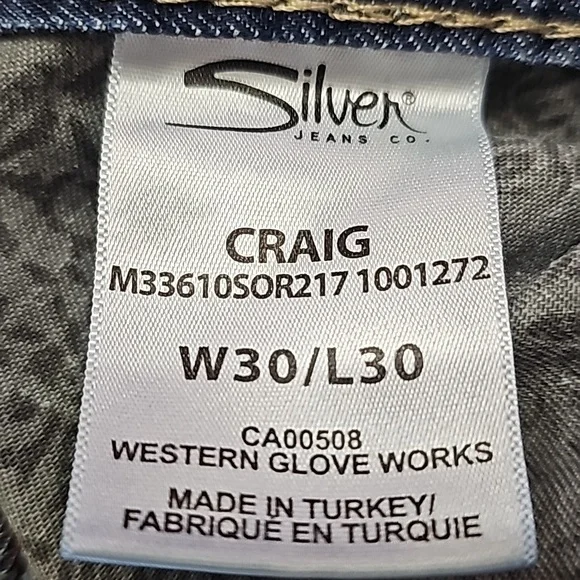 Silver®
JEANS CO.
CRAIG
M33610SOR217 1001272
W30/L30
CA00508
WESTERN GLOVE WORKS
MADE IN TURKEY/
FABRIQUÉ EN TURQUIE